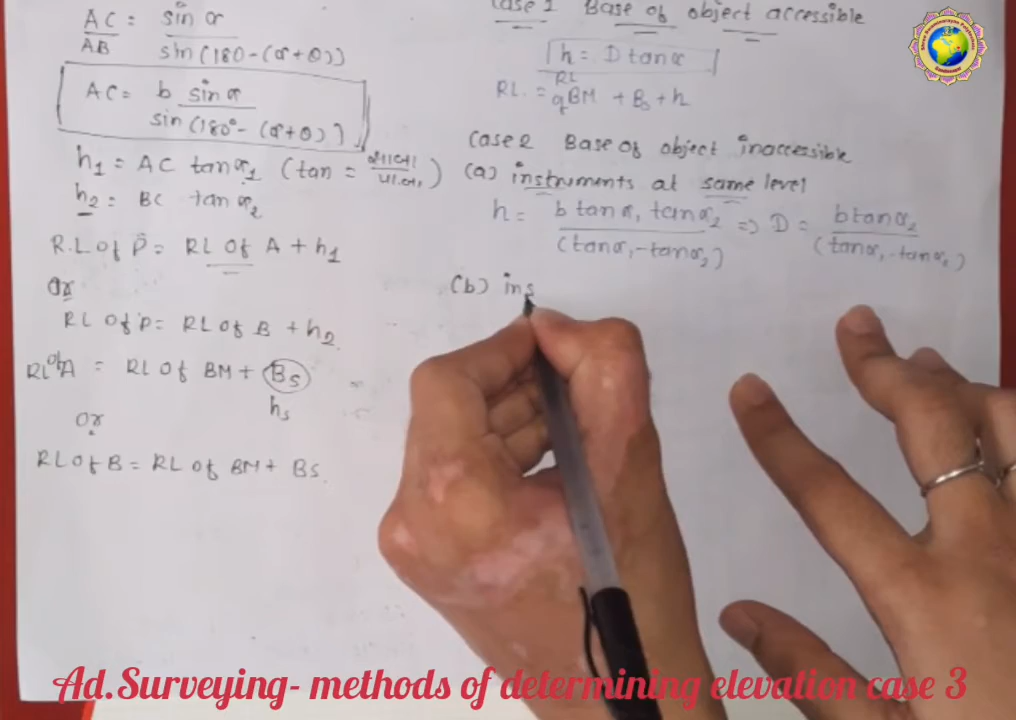 AC = sin α
AB sin (180 - (α+θ))
AC = b sin α
sin (180° - (α+θ))
h₁ = AC tan α₁ (tan = )
h₂ = BC tan α₂
R.L of P = RL of A + h₁
Or
RL of P = RL of B + h₂.
RL of A = RL of BM + Bs
hs
Or
RL of B = RL of BM + Bs.
Case 1 Base of object accessible
h = D tan α
RL
RL. = of BM + Bs + h
Case 2 Base of object inaccessible
(a) instruments at same level
h = b tan α₁ tan α₂ => D = b tan α₂
(tan α₁ - tan α₂) (tan α₁ - tan α₂)
(b) ins
Ad.Surveying- methods of determining elevation case 3